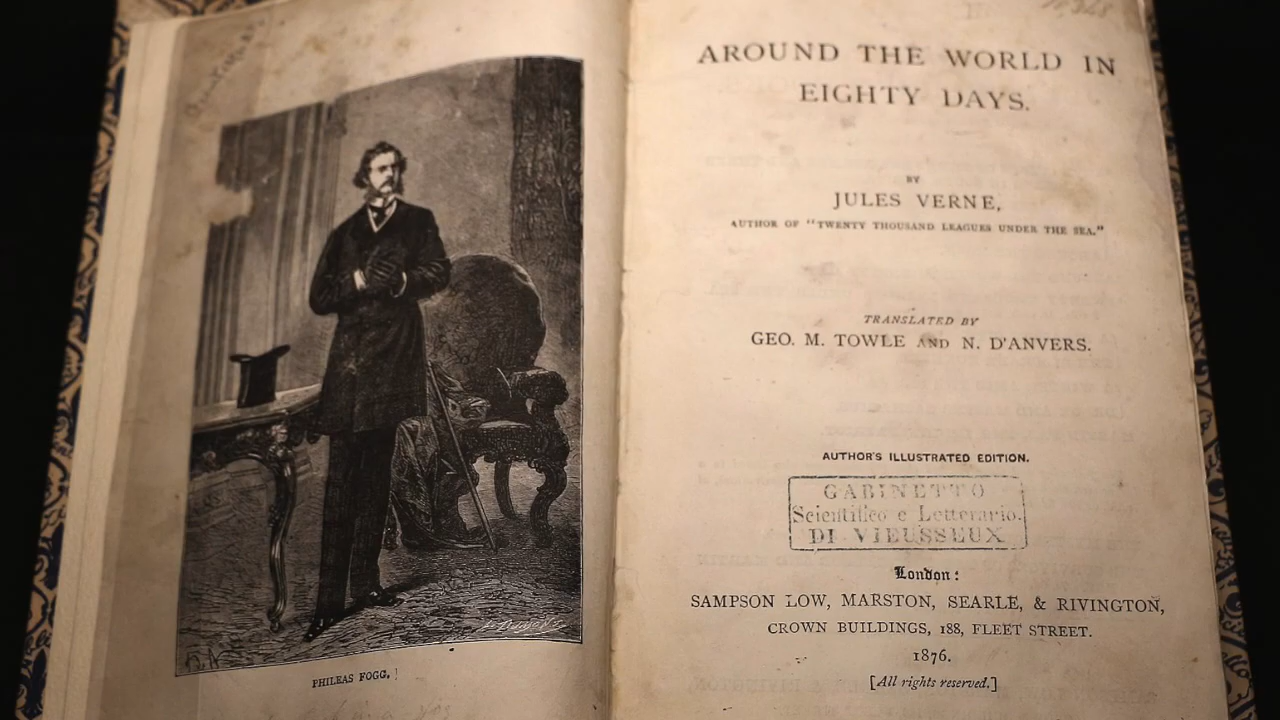 PHILEAS FOGG.
AROUND THE WORLD IN
EIGHTY DAYS.
BY
JULES VERNE,
AUTHOR OF "TWENTY THOUSAND LEAGUES UNDER THE SEA."
TRANSLATED BY
GEO. M. TOWLE AND N. D'ANVERS.
AUTHOR'S ILLUSTRATED EDITION.
GABINETTO
Scientifico e Letterario.
DI VIEUSSEUX
London:
SAMPSON LOW, MARSTON, SEARLE, & RIVINGTON,
CROWN BUILDINGS, 188, FLEET STREET.
1876.
[All rights reserved.]